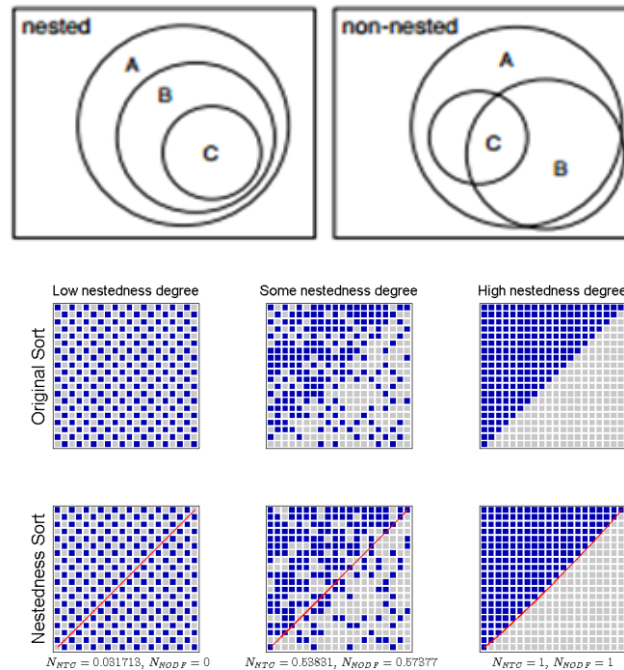 nested
A
B
C
non-nested
A
C
B
Low nestedness degree
Some nestedness degree
High nestedness degree
Original Sort
Nestedness Sort
N_NTC = 0.031713, N_NODF = 0
N_NTC = 0.53831, N_NODF = 0.57377
N_NTC = 1, N_NODF = 1